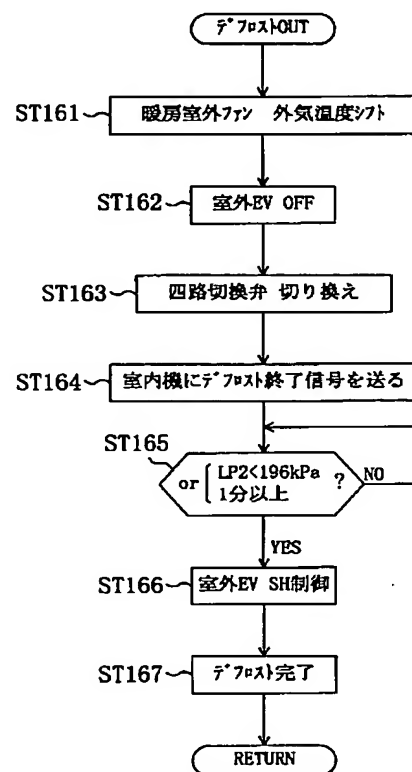 ﾃﾞﾌﾛｽﾄOUT
ST161
暖房室外ﾌｧﾝ 外気温度ｼﾌﾄ
ST162
室外EV OFF
ST163
四路切換弁 切り換え
ST164
室内機にﾃﾞﾌﾛｽﾄ終了信号を送る
ST165
or { LP2<196kPa
1分以上 ?
NO
YES
ST166
室外EV SH制御
ST167
ﾃﾞﾌﾛｽﾄ完了
RETURN